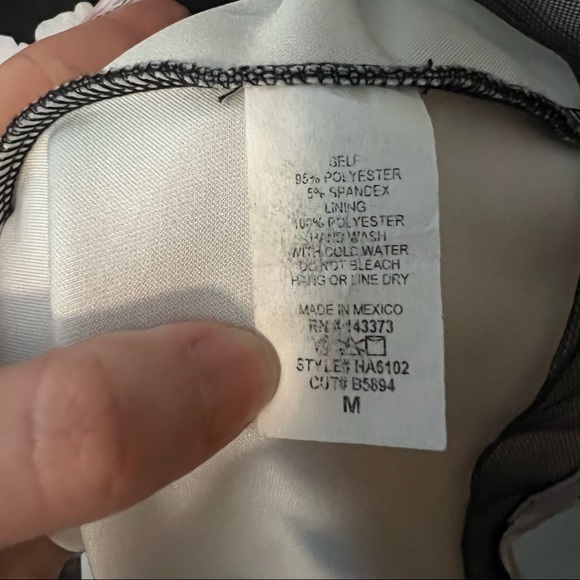 SELF
95% POLYESTER
5% SPANDEX
LINING
100% POLYESTER
HAND WASH
WITH COLD WATER
DO NOT BLEACH
HANG OR LINE DRY
MADE IN MEXICO
RN # 143373
STYLE# HA6102
CUT# B5894
M